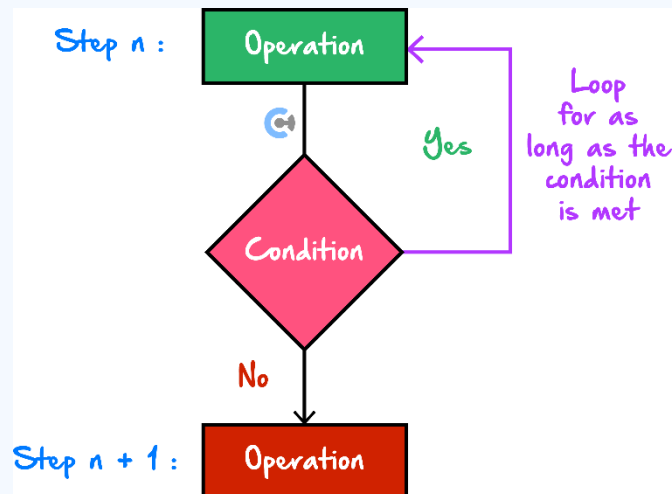 Step n :
Operation
Yes
Loop
for as
long as the
condition
is met
Condition
No
Step n + 1 :
Operation